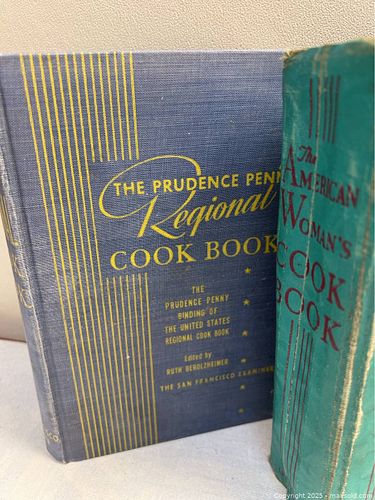 THE PRUDENCE PENN
Regional
COOK BOOK
THE
PRUDENCE PENNY
BINDING OF
THE UNITED STATES
REGIONAL COOK BOOK
Edited by
RUTH BEROLZHEIMER
THE SAN FRANCISCO EXAMINER
The
AMERICAN
WOMAN'S
COOK
BOOK
CO.
Copyright 2025 - maxsold.com